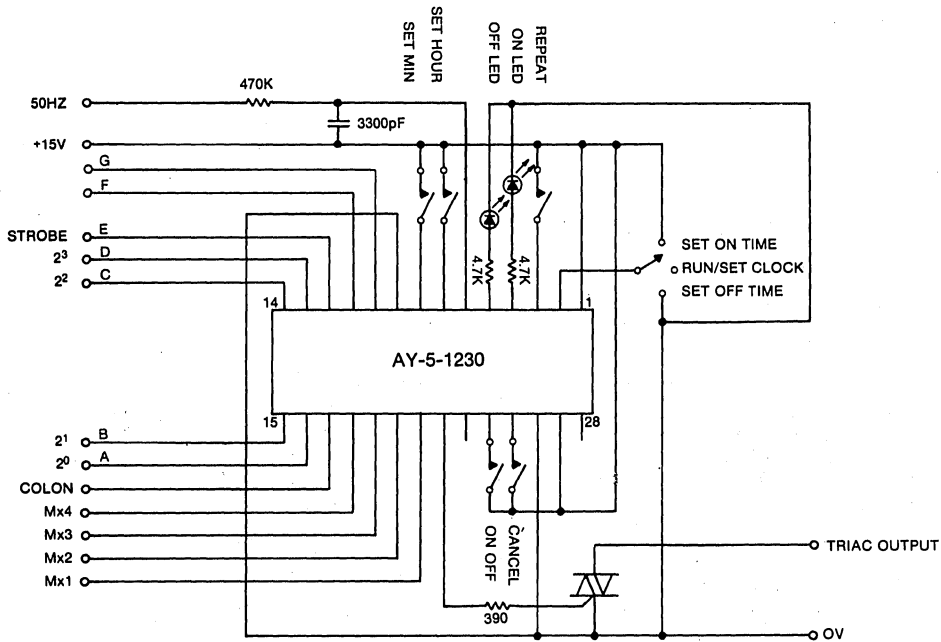 SET MIN
SET HOUR
OFF LED
ON LED
REPEAT
470K
50HZ
3300pF
+15V
G
F
STROBE E
2³ D
2² C
4.7K
4.7K
SET ON TIME
RUN/SET CLOCK
SET OFF TIME
14
1
AY-5-1230
15
28
2¹ B
2⁰ A
COLON
Mx4
Mx3
Mx2
Mx1
ON OFF
CANCEL
TRIAC OUTPUT
390
OV